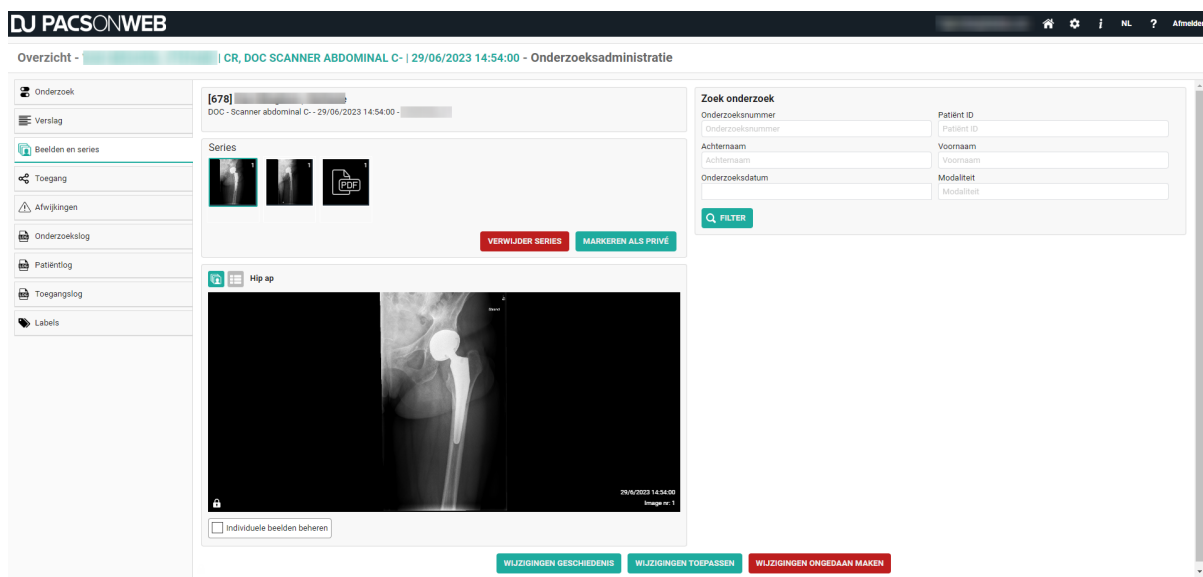 DJ PACSONWEB
NL ? Afmelden
Overzicht - | CR, DOC SCANNER ABDOMINAL C- | 29/06/2023 14:54:00 - Onderzoeksadministratie
Onderzoek
Verslag
Beelden en series
Toegang
Afwijkingen
Onderzoekslog
Patiëntlog
Toegangslog
Labels
[678]
DOC - Scanner abdominal C- - 29/06/2023 14:54:00 -
Series
1
1
1
PDF
VERWIJDER SERIES MARKEREN ALS PRIVÉ
Hip ap
29/6/2023 14:54:00
Image nr: 1
Individuele beelden beheren
Zoek onderzoek
Onderzoeksnummer Patiënt ID
Onderzoeksnummer Patiënt ID
Achternaam Voornaam
Achternaam Voornaam
Onderzoeksdatum Modaliteit
Modaliteit
FILTER
WIJZIGINGEN GESCHIEDENIS WIJZIGINGEN TOEPASSEN WIJZIGINGEN ONGEDAAN MAKEN